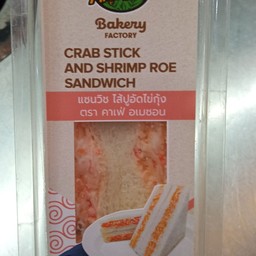 Bakery
FACTORY
CRAB STICK
AND SHRIMP ROE
SANDWICH
แซนวิช ไส้ปูอัดไข่กุ้ง
ตรา คาเฟ่ อเมซอน